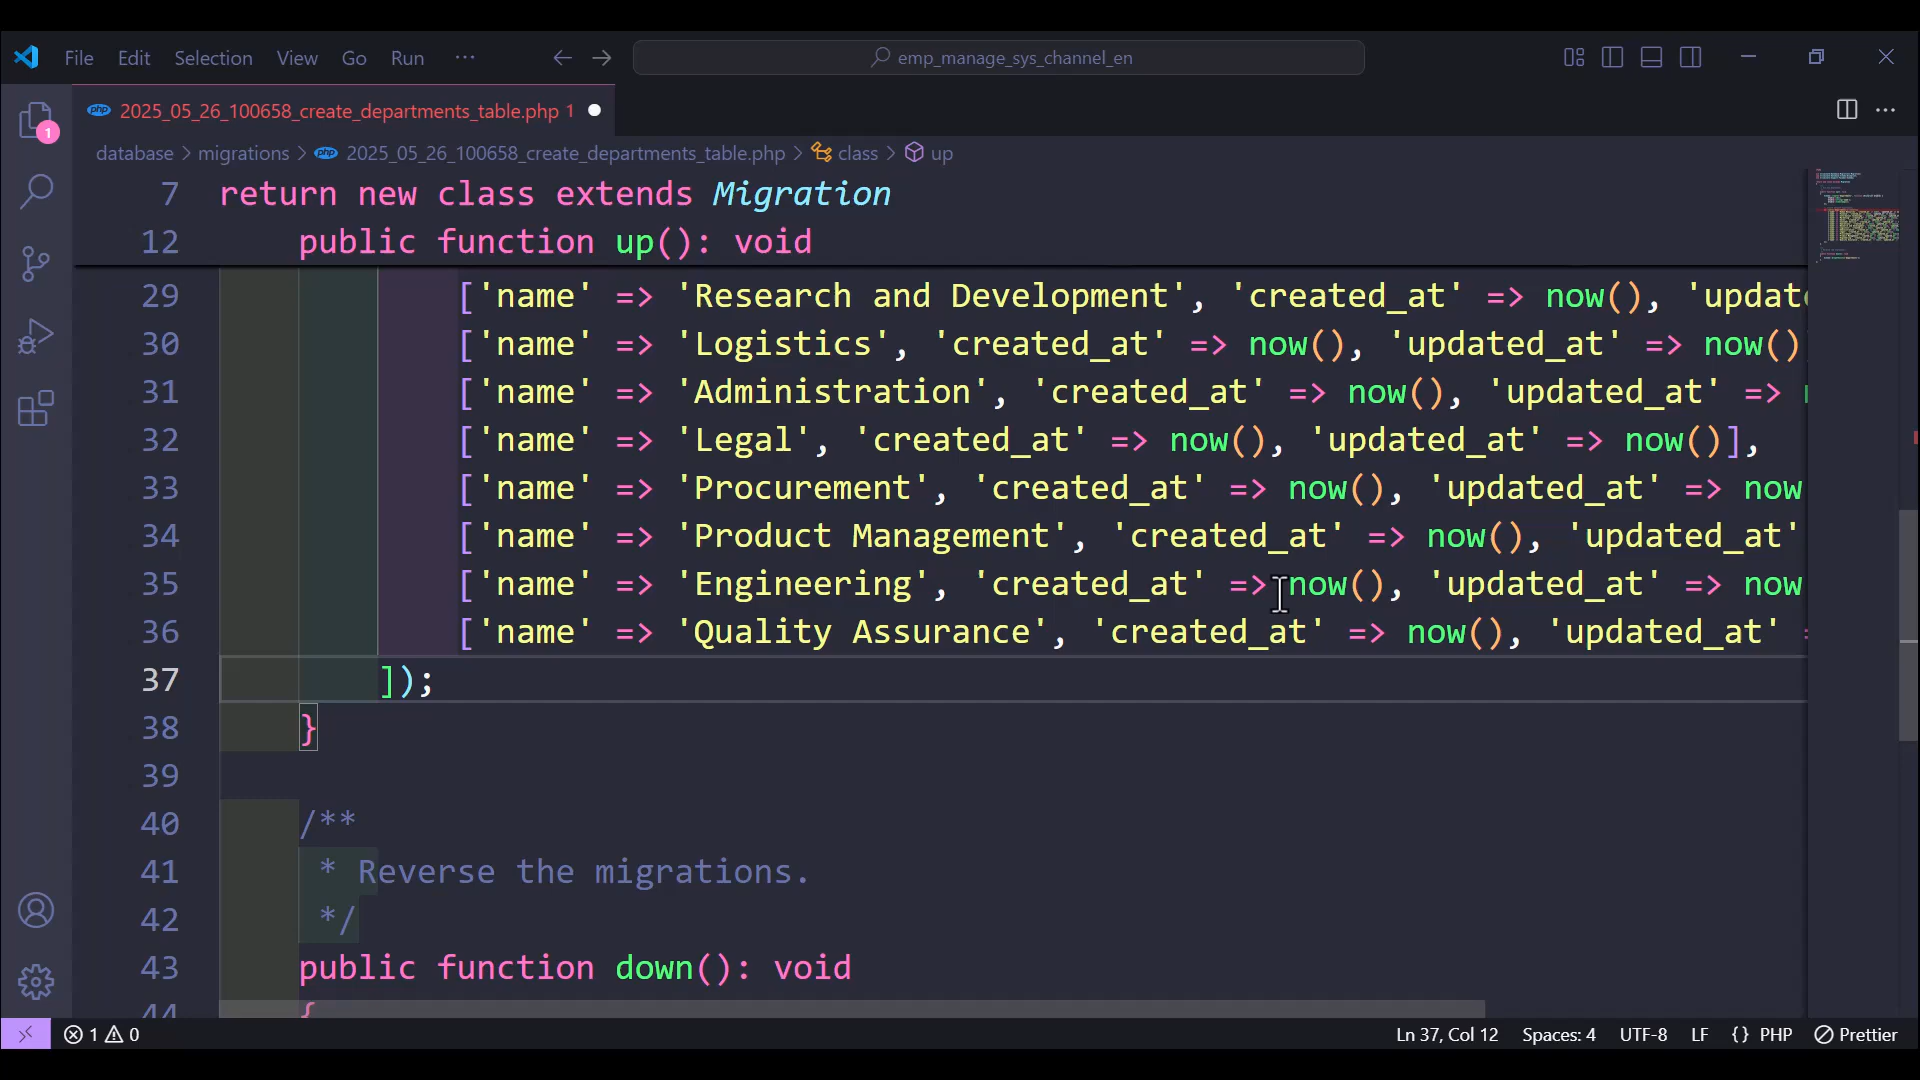 File Edit Selection View Go Run ··· emp_manage_sys_channel_en
1
2025_05_26_100658_create_departments_table.php 1
database > migrations > 2025_05_26_100658_create_departments_table.php > class > up
7 return new class extends Migration
12 public function up(): void
29 ['name' => 'Research and Development', 'created_at' => now(), 'updat
30 ['name' => 'Logistics', 'created_at' => now(), 'updated_at' => now()
31 ['name' => 'Administration', 'created_at' => now(), 'updated_at' =>
32 ['name' => 'Legal', 'created_at' => now(), 'updated_at' => now()],
33 ['name' => 'Procurement', 'created_at' => now(), 'updated_at' => now
34 ['name' => 'Product Management', 'created_at' => now(), 'updated_at'
35 ['name' => 'Engineering', 'created_at' => now(), 'updated_at' => now
36 ['name' => 'Quality Assurance', 'created_at' => now(), 'updated_at'
37 ]);
38 }
39
40 /**
41 * Reverse the migrations.
42 */
43 public function down(): void
44 {
1 0 Ln 37, Col 12 Spaces: 4 UTF-8 LF {} PHP Prettier